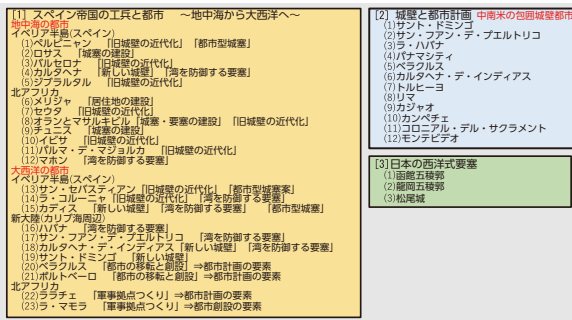 [1] スペイン帝国の工兵と都市 ～地中海から大西洋へ～
地中海の都市
イベリア半島(スペイン)
(1)ペルピニャン 「旧城壁の近代化」「都市型城塞」
(2)ロサス 「城塞の建設」
(3)バルセロナ 「旧城壁の近代化」
(4)カルタヘナ 「新しい城壁」「湾を防御する要塞」
(5)ジブラルタル 「旧城壁の近代化」
北アフリカ
(6)メリジャ 「居住地の建設」
(7)セウタ 「旧城壁の近代化」
(8)オランとマサルキビル「城塞・要塞の建設」「旧城壁の近代化」
(9)チュニス 「城塞の建設」
(10)イビサ 「旧城壁の近代化」
(11)パルマ・デ・マジョルカ 「旧城壁の近代化」
(12)マホン 「湾を防御する要塞」
大西洋の都市
イベリア半島(スペイン)
(13)サン・セバスティアン「旧城壁の近代化」「都市型城塞案」
(14)ラ・コルーニャ「旧城壁の近代化」「湾を防御する要塞」
(15)カディス 「新しい城壁」「湾を防御する要塞」 「都市型城塞」
新大陸(カリブ海周辺)
(16)ハバナ 「湾を防御する要塞」
(17)サン・フアン・デ・プエルトリコ 「湾を防御する要塞」
(18)カルタヘナ・デ・インディアス「新しい城壁」「湾を防御する要塞」
(19)サント・ドミンゴ 「新しい城壁」
(20)ベラクルス 「都市の移転と創設」⇒都市計画の要素
(21)ポルトベーロ 「都市の移転と創設」⇒都市計画の要素
北アフリカ
(22)ララチェ 「軍事拠点つくり」⇒都市計画の要素
(23)ラ・マモラ 「軍事拠点つくり」⇒都市創設の要素
[2] 城壁と都市計画 中南米の包囲城壁都市
(1)サント・ドミンゴ
(2)サン・フアン・デ・プエルトリコ
(3)ラ・ハバナ
(4)パナマシティ
(5)ベラクルス
(6)カルタヘナ・デ・インディアス
(7)トルヒーヨ
(8)リマ
(9)カジャオ
(10)カンペチェ
(11)コロニアル・デル・サクラメント
(12)モンテビデオ
[3]日本の西洋式要塞
(1)函館五稜郭
(2)龍岡五稜郭
(3)松尾城